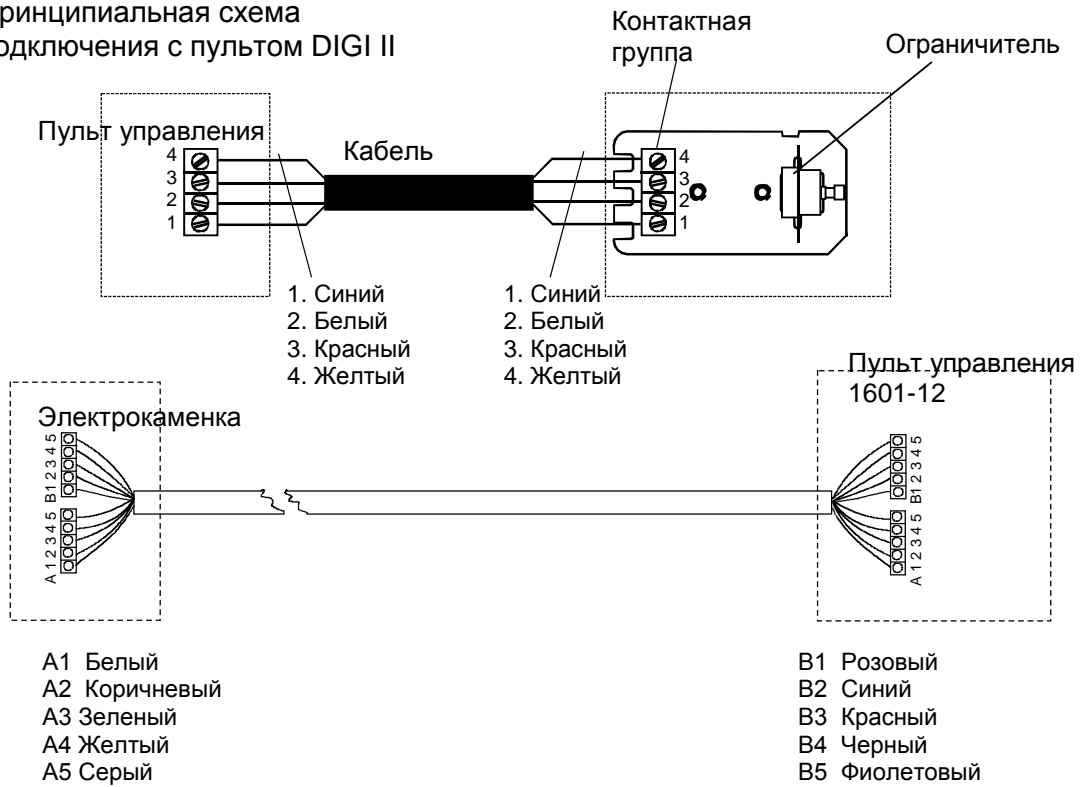 ринципиальная схема
одключения с пультом DIGI II
Контактная
группа
Ограничитель
Пульт управления
Кабель
4
3
2
1
4
3
2
1
1. Синий
2. Белый
3. Красный
4. Желтый
1. Синий
2. Белый
3. Красный
4. Желтый
Электрокаменка
Пульт управления
1601-12
B1 2 3 4 5
A 1 2 3 4 5
B1 2 3 4 5
A 1 2 3 4 5
A1 Белый
A2 Коричневый
A3 Зеленый
A4 Желтый
A5 Серый
B1 Розовый
B2 Синий
B3 Красный
B4 Черный
B5 Фиолетовый